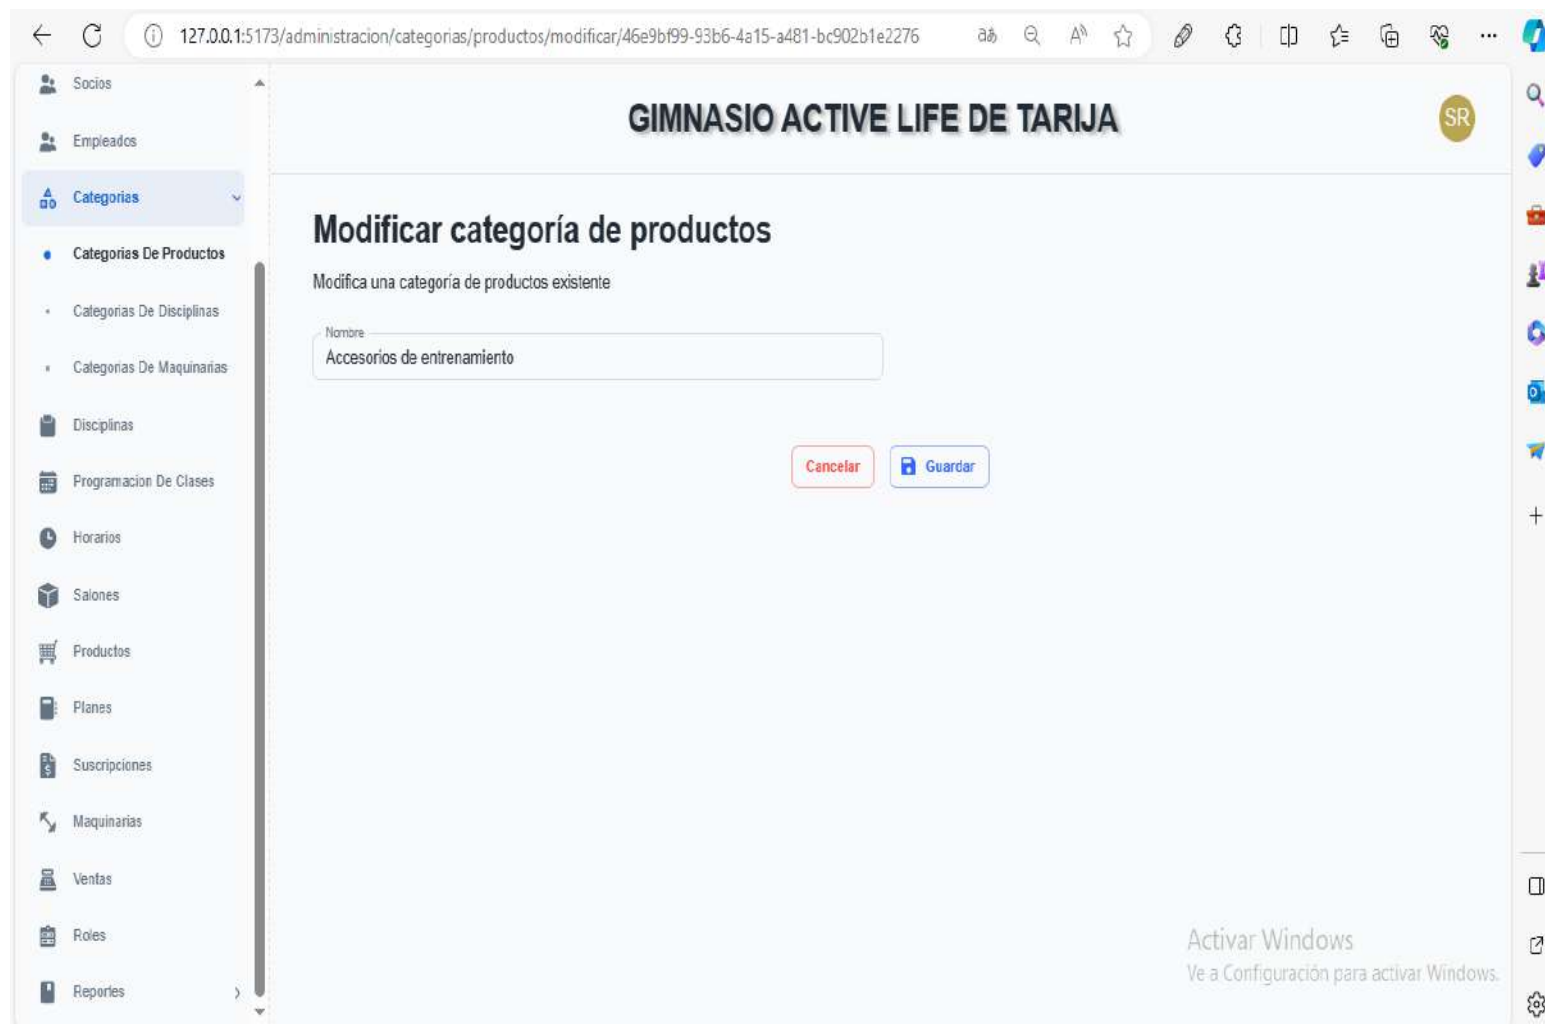 127.0.0.1:5173/administracion/categorias/productos/modificar/46e9bf99-93b6-4a15-a481-bc902b1e2276
Socios
GIMNASIO ACTIVE LIFE DE TARIJA
SR
Empleados
Categorias
Categorias De Productos
Categorias De Disciplinas
Categorias De Maquinarias
Disciplinas
Programacion De Clases
Horarios
Salones
Productos
Planes
Suscripciones
Maquinarias
Ventas
Roles
Reportes
Modificar categoría de productos
Modifica una categoría de productos existente
Nombre
Accesorios de entrenamiento
Cancelar
Guardar
Activar Windows
Ve a Configuración para activar Windows.